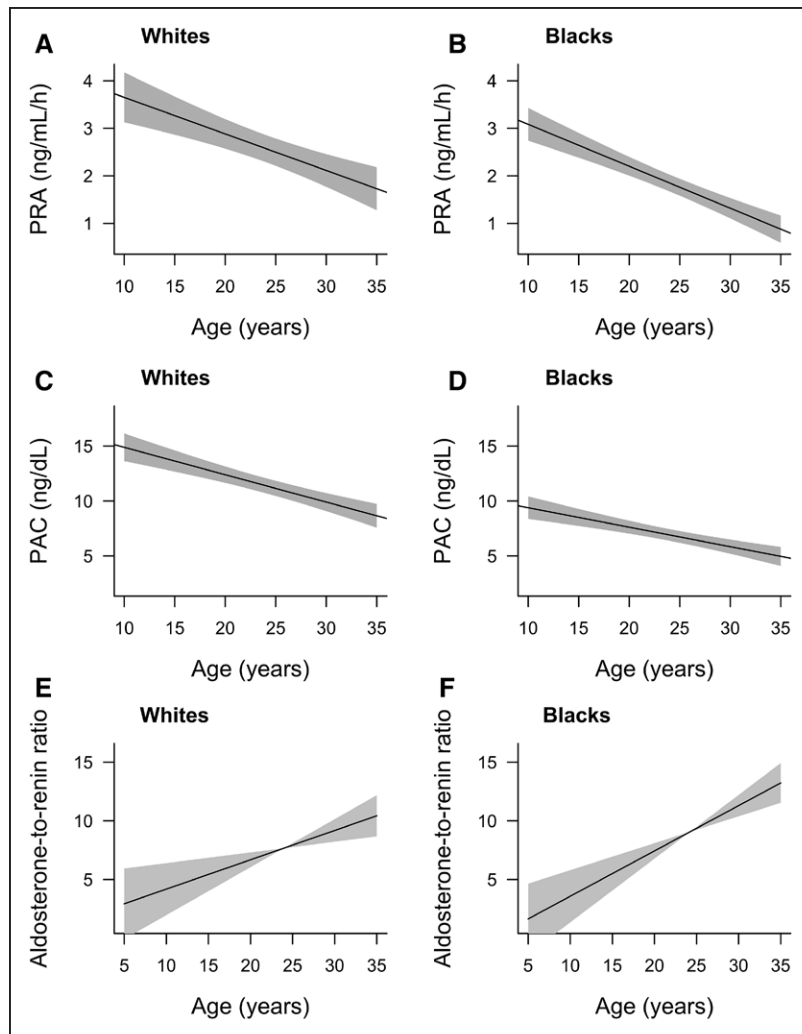 A Whites
PRA (ng/mL/h)
4
3
2
1
10 15 20 25 30 35
Age (years)
B Blacks
PRA (ng/mL/h)
4
3
2
1
10 15 20 25 30 35
Age (years)
C Whites
PAC (ng/dL)
15
10
5
10 15 20 25 30 35
Age (years)
D Blacks
PAC (ng/dL)
15
10
5
10 15 20 25 30 35
Age (years)
E Whites
Aldosterone-to-renin ratio
15
10
5
5 10 15 20 25 30 35
Age (years)
F Blacks
Aldosterone-to-renin ratio
15
10
5
5 10 15 20 25 30 35
Age (years)